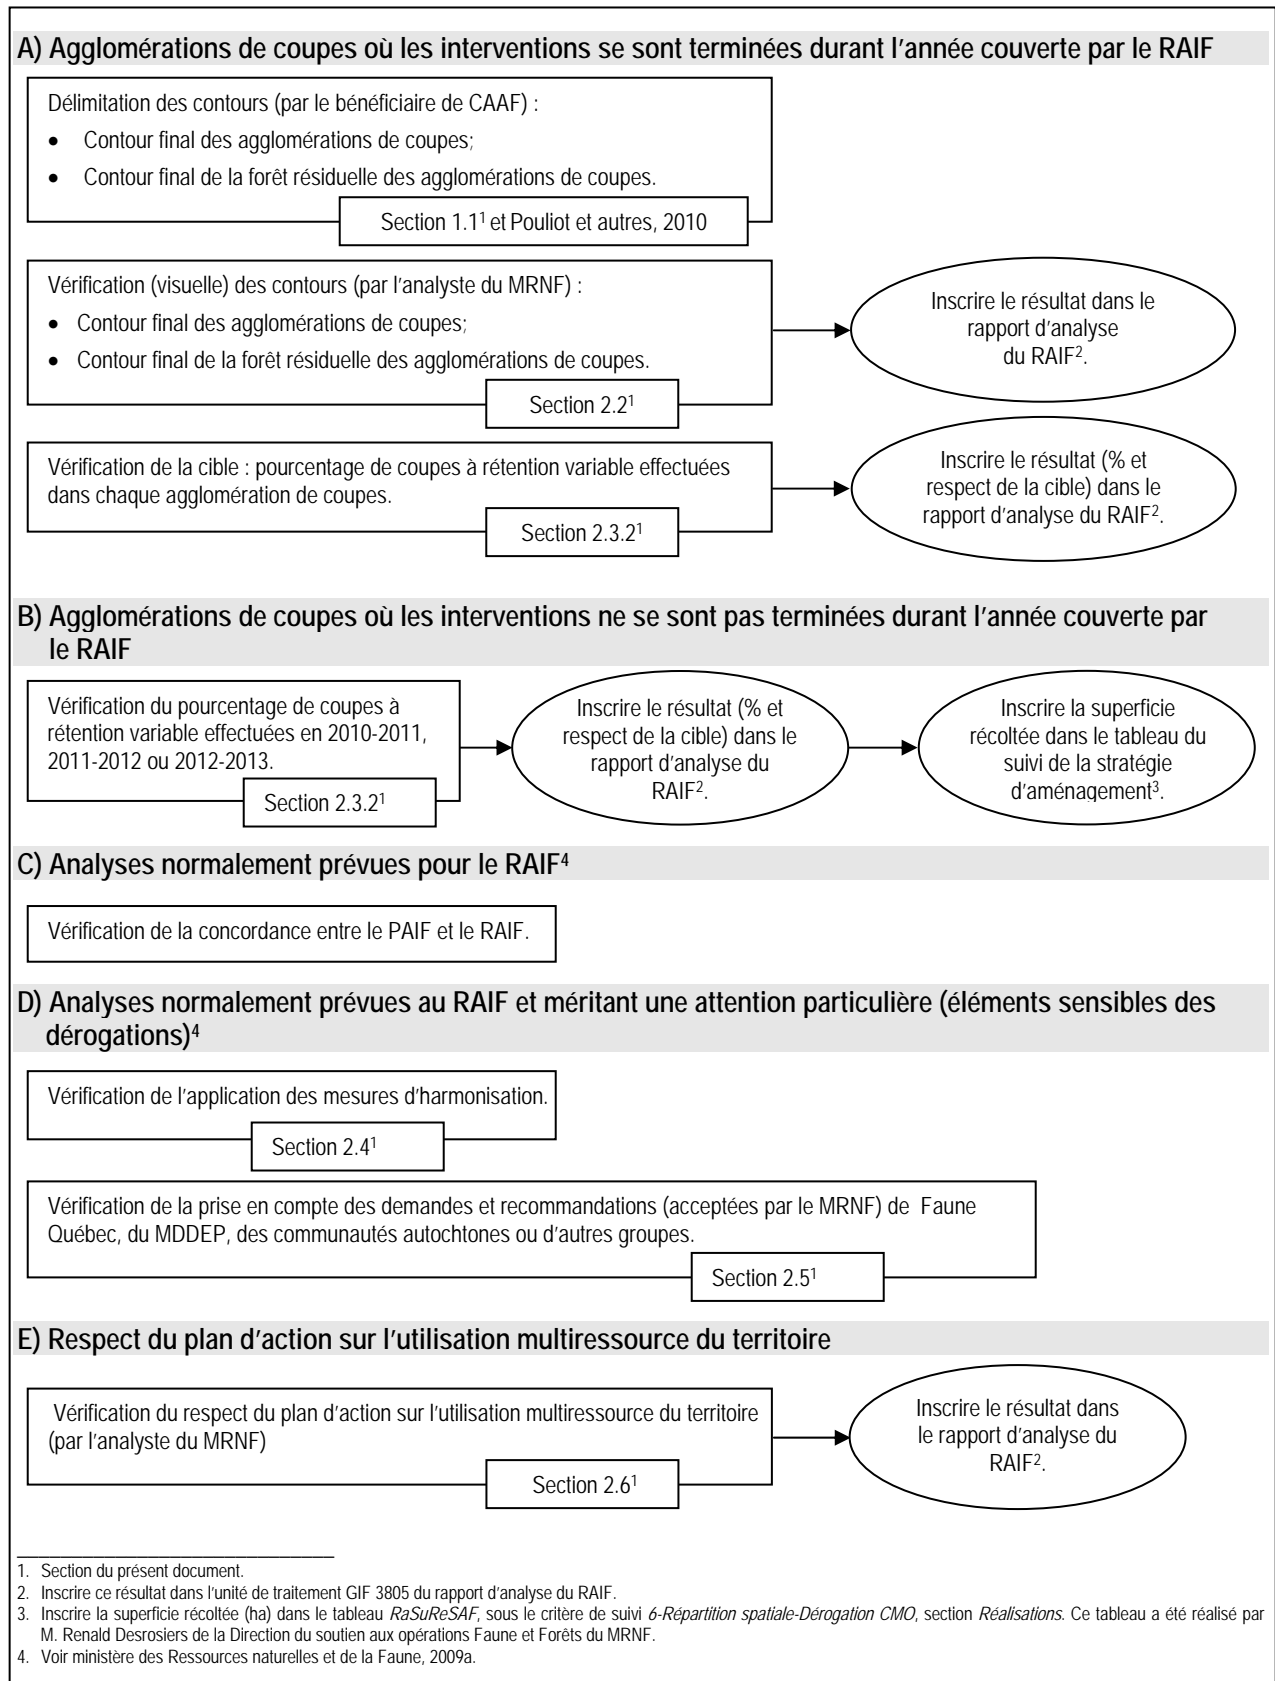 A) Agglomérations de coupes où les interventions se sont terminées durant l'année couverte par le RAIF
Délimitation des contours (par le bénéficiaire de CAAF) :
• Contour final des agglomérations de coupes;
• Contour final de la forêt résiduelle des agglomérations de coupes.
Section 1.1¹ et Pouliot et autres, 2010
Vérification (visuelle) des contours (par l'analyste du MRNF) :
• Contour final des agglomérations de coupes;
• Contour final de la forêt résiduelle des agglomérations de coupes.
Section 2.2¹
Inscrire le résultat dans le
rapport d'analyse
du RAIF².
Vérification de la cible : pourcentage de coupes à rétention variable effectuées
dans chaque agglomération de coupes.
Section 2.3.2¹
Inscrire le résultat (% et
respect de la cible) dans le
rapport d'analyse du RAIF².
B) Agglomérations de coupes où les interventions ne se sont pas terminées durant l'année couverte par
le RAIF
Vérification du pourcentage de coupes à
rétention variable effectuées en 2010-2011,
2011-2012 ou 2012-2013.
Section 2.3.2¹
Inscrire le résultat (% et
respect de la cible) dans le
rapport d'analyse du
RAIF².
Inscrire la superficie
récoltée dans le tableau du
suivi de la stratégie
d'aménagement³.
C) Analyses normalement prévues pour le RAIF⁴
Vérification de la concordance entre le PAIF et le RAIF.
D) Analyses normalement prévues au RAIF et méritant une attention particulière (éléments sensibles des
dérogations)⁴
Vérification de l'application des mesures d'harmonisation.
Section 2.4¹
Vérification de la prise en compte des demandes et recommandations (acceptées par le MRNF) de Faune
Québec, du MDDEP, des communautés autochtones ou d'autres groupes.
Section 2.5¹
E) Respect du plan d'action sur l'utilisation multiressource du territoire
Vérification du respect du plan d'action sur l'utilisation multiressource du territoire
(par l'analyste du MRNF)
Section 2.6¹
Inscrire le résultat dans
le rapport d'analyse du
RAIF².
1. Section du présent document.
2. Inscrire ce résultat dans l'unité de traitement GIF 3805 du rapport d'analyse du RAIF.
3. Inscrire la superficie récoltée (ha) dans le tableau RaSuReSAF, sous le critère de suivi 6-Répartition spatiale-Dérogation CMO, section Réalisations. Ce tableau a été réalisé par
M. Renald Desrosiers de la Direction du soutien aux opérations Faune et Forêts du MRNF.
4. Voir ministère des Ressources naturelles et de la Faune, 2009a.